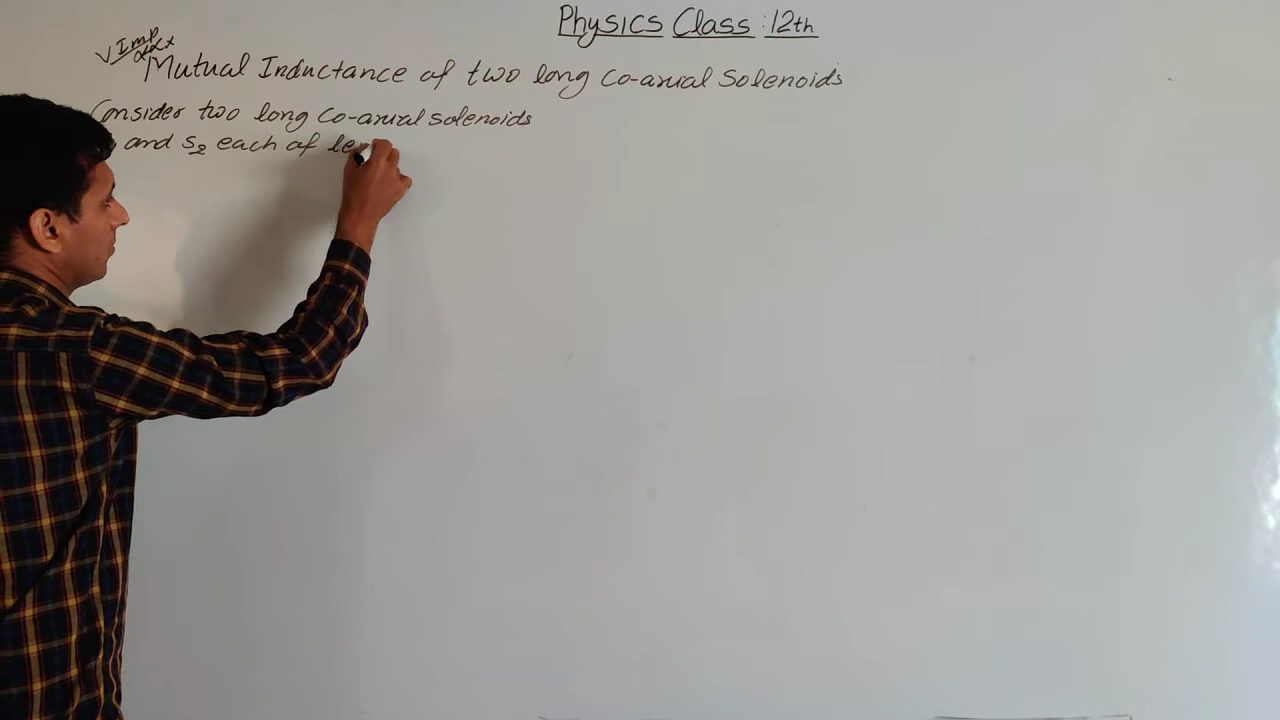 Physics Class : 12th
V Imp
Mutual Inductance of two long Co-axial Solenoids
Consider two long Co-axial solenoids
and S2 each of le